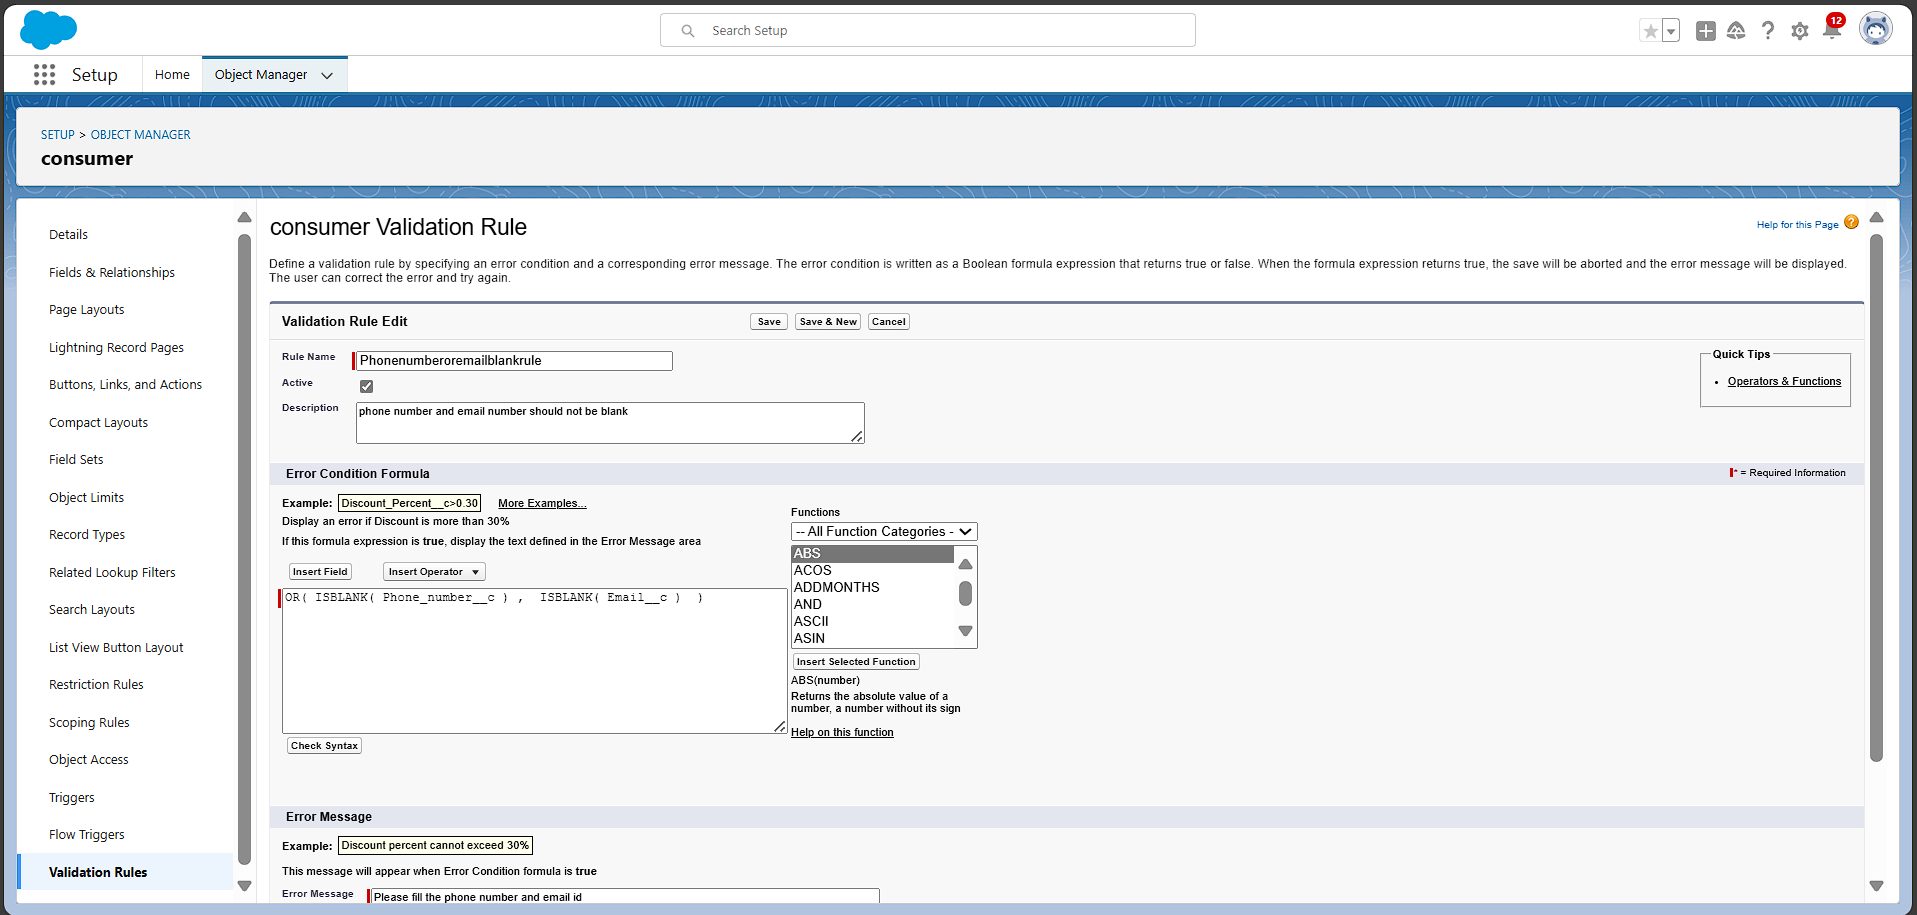 Search Setup
12
Setup
Home
Object Manager
SETUP > OBJECT MANAGER
consumer
Details
Fields & Relationships
Page Layouts
Lightning Record Pages
Buttons, Links, and Actions
Compact Layouts
Field Sets
Object Limits
Record Types
Related Lookup Filters
Search Layouts
List View Button Layout
Restriction Rules
Scoping Rules
Object Access
Triggers
Flow Triggers
Validation Rules
consumer Validation Rule
Help for this Page ?
Define a validation rule by specifying an error condition and a corresponding error message. The error condition is written as a Boolean formula expression that returns true or false. When the formula expression returns true, the save will be aborted and the error message will be displayed.
The user can correct the error and try again.
Validation Rule Edit
Save
Save & New
Cancel
Rule Name
Phonenumberoremailblankrule
Active
Description
phone number and email number should not be blank
Quick Tips
• Operators & Functions
Error Condition Formula
* = Required Information
Example: Discount_Percent__c>0.30 More Examples...
Display an error if Discount is more than 30%
If this formula expression is true, display the text defined in the Error Message area
Insert Field
Insert Operator
OR( ISBLANK( Phone_number__c ) ,  ISBLANK( Email__c )  )
Check Syntax
Functions
-- All Function Categories -
ABS
ACOS
ADDMONTHS
AND
ASCII
ASIN
Insert Selected Function
ABS(number)
Returns the absolute value of a
number, a number without its sign
Help on this function
Error Message
Example: Discount percent cannot exceed 30%
This message will appear when Error Condition formula is true
Error Message
Please fill the phone number and email id